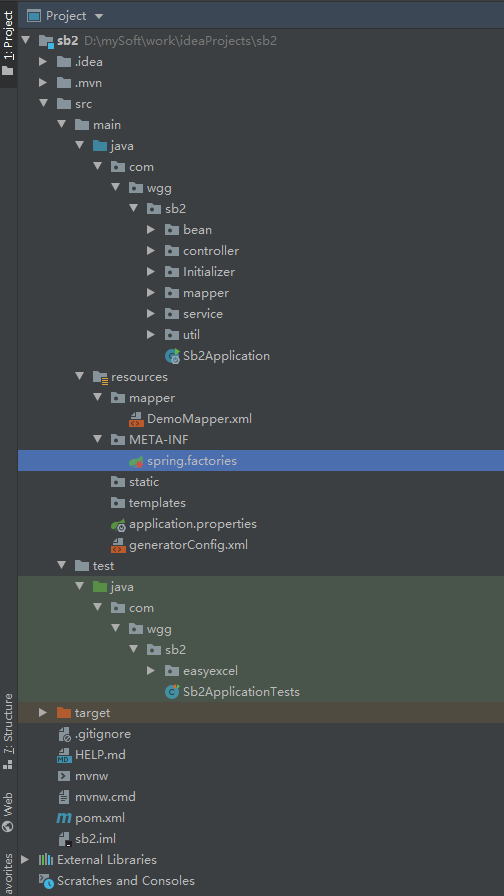 Project
1: Project
sb2 D:\mySoft\work\ideaProjects\sb2
.idea
.mvn
src
main
java
com
wgg
sb2
bean
controller
Initializer
mapper
service
util
Sb2Application
resources
mapper
DemoMapper.xml
META-INF
spring.factories
static
templates
application.properties
generatorConfig.xml
test
java
com
wgg
sb2
easyexcel
Sb2ApplicationTests
target
7: Structure
.gitignore
HELP.md
mvnw
Web
mvnw.cmd
pom.xml
sb2.iml
avorites
External Libraries
Scratches and Consoles